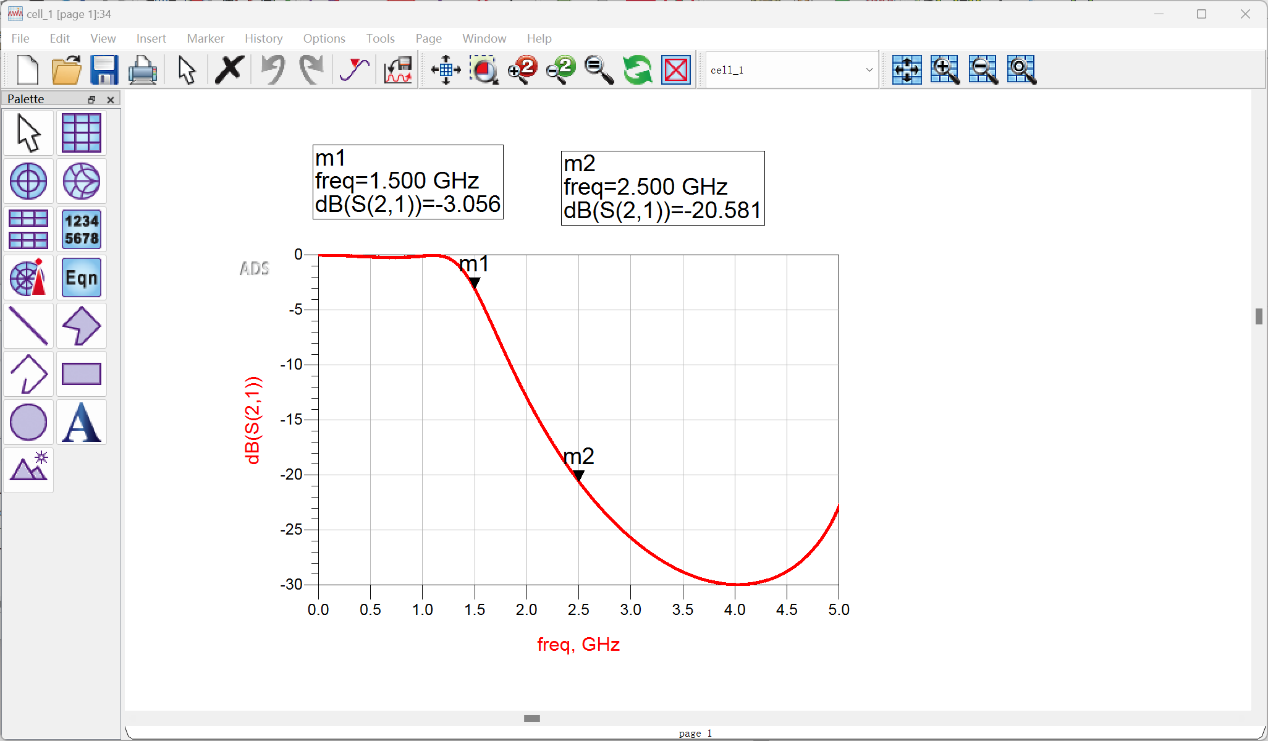 cell_1 [page 1]:34
File Edit View Insert Marker History Options Tools Page Window Help
2 2 cell_1
Palette
1234
5678
Eqn
A
m1
freq=1.500 GHz
dB(S(2,1))=-3.056
m2
freq=2.500 GHz
dB(S(2,1))=-20.581
ADS
m1
m2
0
-5
-10
-15
-20
-25
-30
dB(S(2,1))
0.0 0.5 1.0 1.5 2.0 2.5 3.0 3.5 4.0 4.5 5.0
freq, GHz
page 1